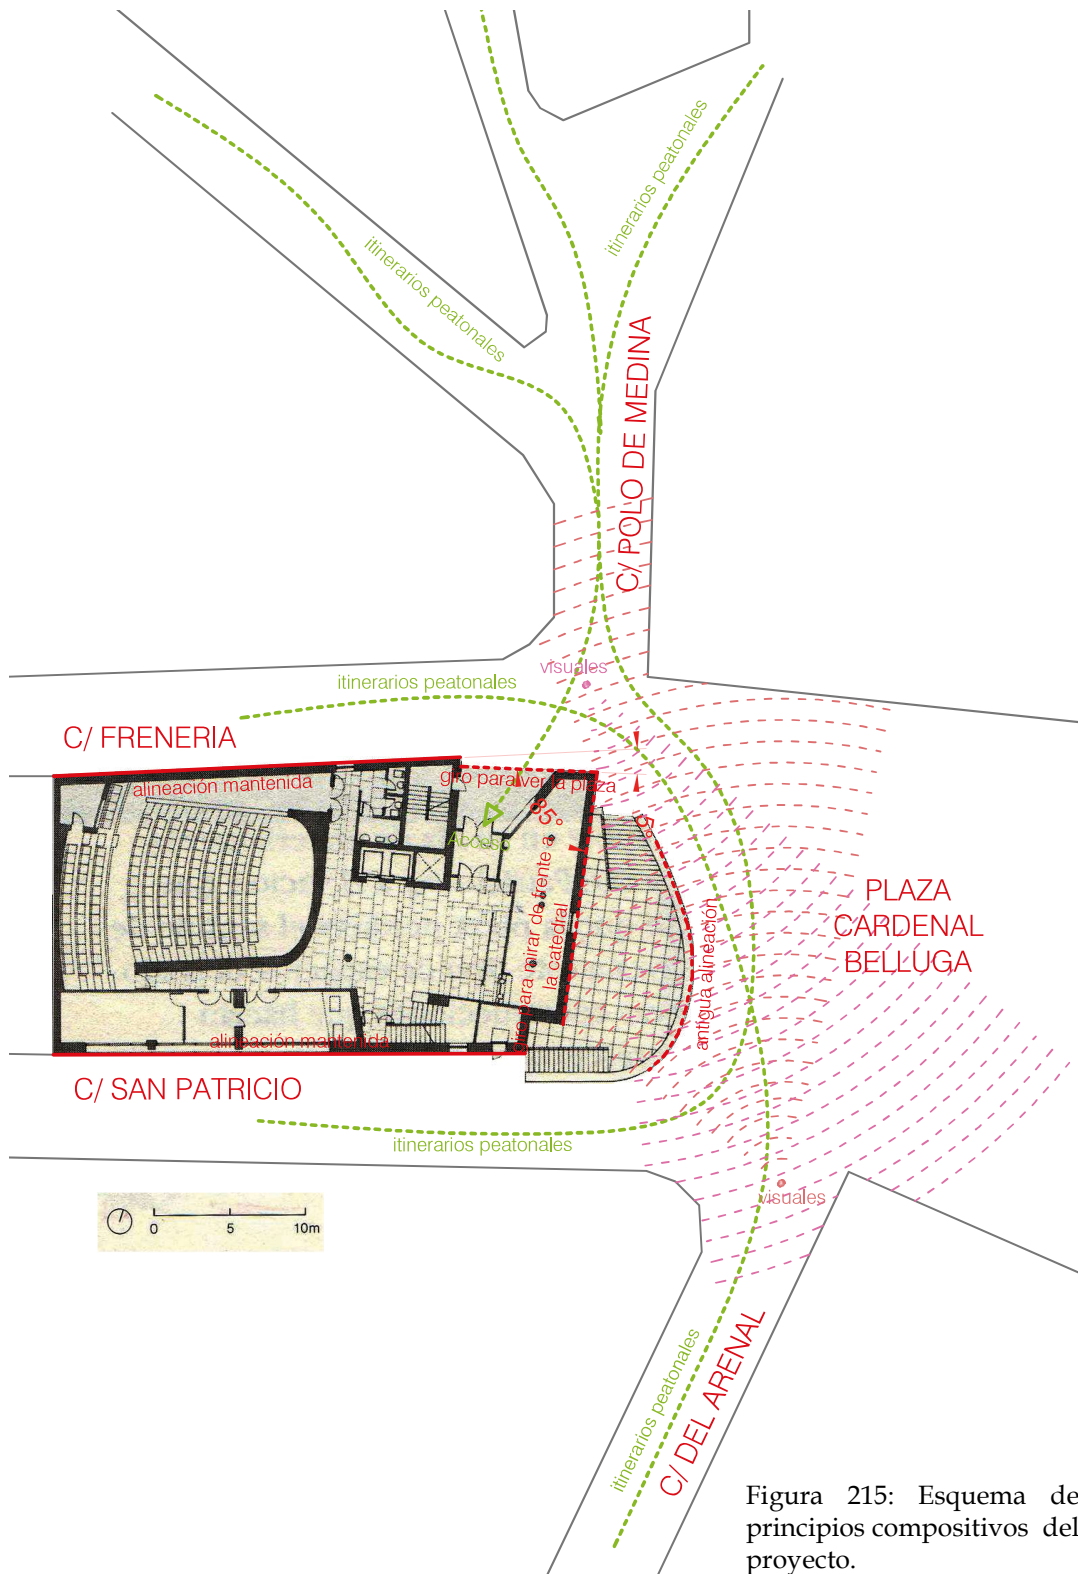 itinerarios peatonales
itinerarios peatonales
C/ POLO DE MEDINA
visuales
itinerarios peatonales
C/ FRENERIA
alineación mantenida
giro para ver la plaza
85°
5°
Acceso
giro para mirar de frente a
la catedral
antigua alineación
PLAZA
CARDENAL
BELLUGA
alineación mantenida
C/ SAN PATRICIO
itinerarios peatonales
visuales
0 5 10m
itinerarios peatonales
C/ DEL ARENAL
Figura 215: Esquema de
principios compositivos del
proyecto.